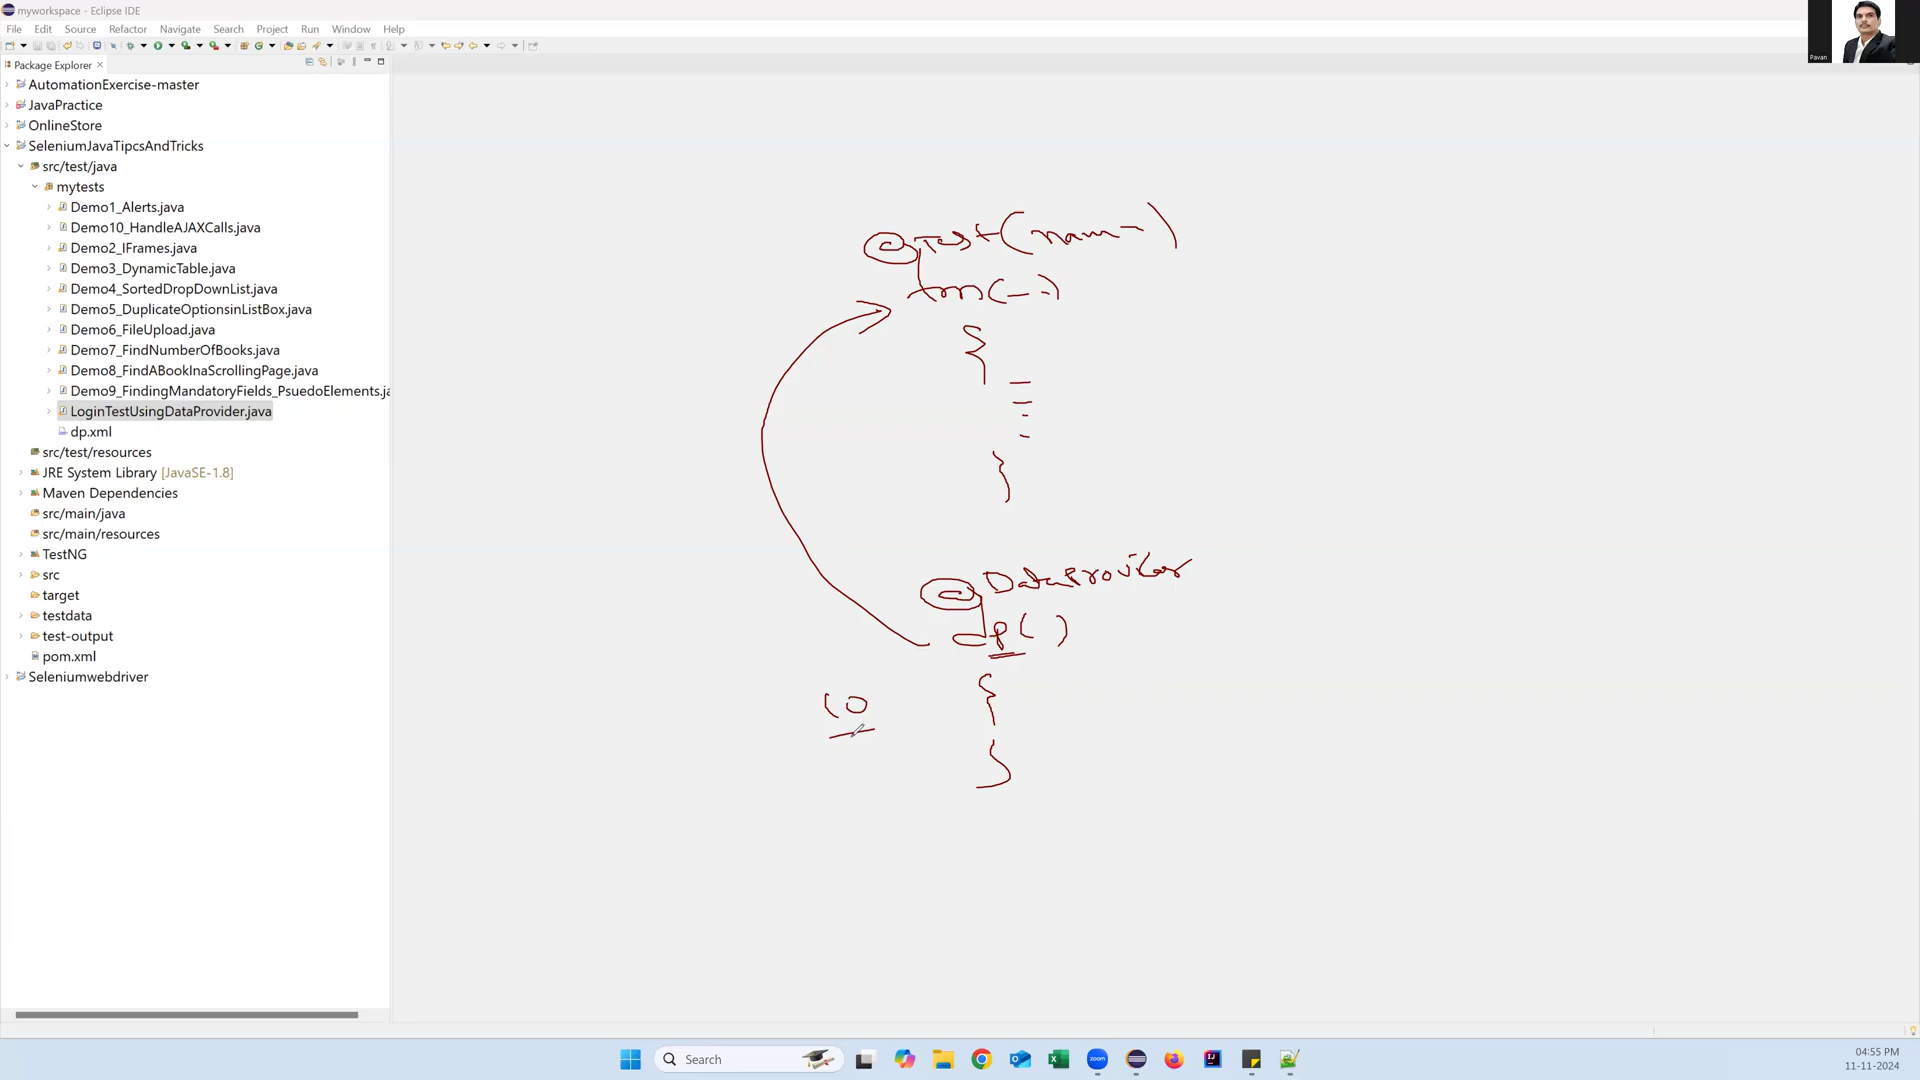 myworkspace - Eclipse IDE
File Edit Source Refactor Navigate Search Project Run Window Help
Pavan
Package Explorer
AutomationExercise-master
JavaPractice
OnlineStore
SeleniumJavaTipcsAndTricks
src/test/java
mytests
Demo1_Alerts.java
Demo10_HandleAJAXCalls.java
Demo2_IFrames.java
Demo3_DynamicTable.java
Demo4_SortedDropDownList.java
Demo5_DuplicateOptionsinListBox.java
Demo6_FileUpload.java
Demo7_FindNumberOfBooks.java
Demo8_FindABookInaScrollingPage.java
Demo9_FindingMandatoryFields_PsuedoElements.ja
LoginTestUsingDataProvider.java
dp.xml
src/test/resources
JRE System Library [JavaSE-1.8]
Maven Dependencies
src/main/java
src/main/resources
TestNG
src
target
testdata
test-output
pom.xml
Seleniumwebdriver
@Test(nam-)
{
}
@DataProvider
dp( )
{
}
10
Search
zoom
04:55 PM
11-11-2024